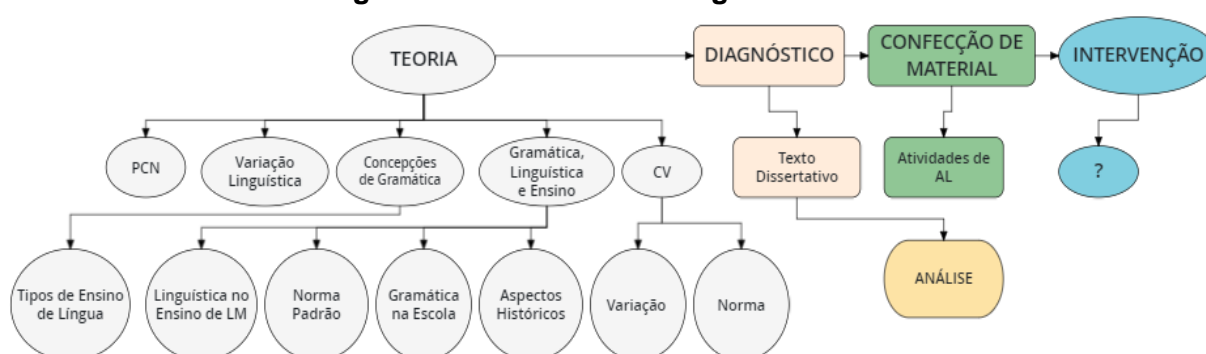 TEORIA
DIAGNÓSTICO
CONFECÇÃO DE
MATERIAL
INTERVENÇÃO
PCN
Variação
Linguística
Concepções
de Gramática
Gramática,
Linguística
e Ensino
CV
Texto
Dissertativo
Atividades de
AL
?
Tipos de Ensino
de Língua
Linguística no
Ensino de LM
Norma
Padrão
Gramática
na Escola
Aspectos
Históricos
Variação
Norma
ANÁLISE